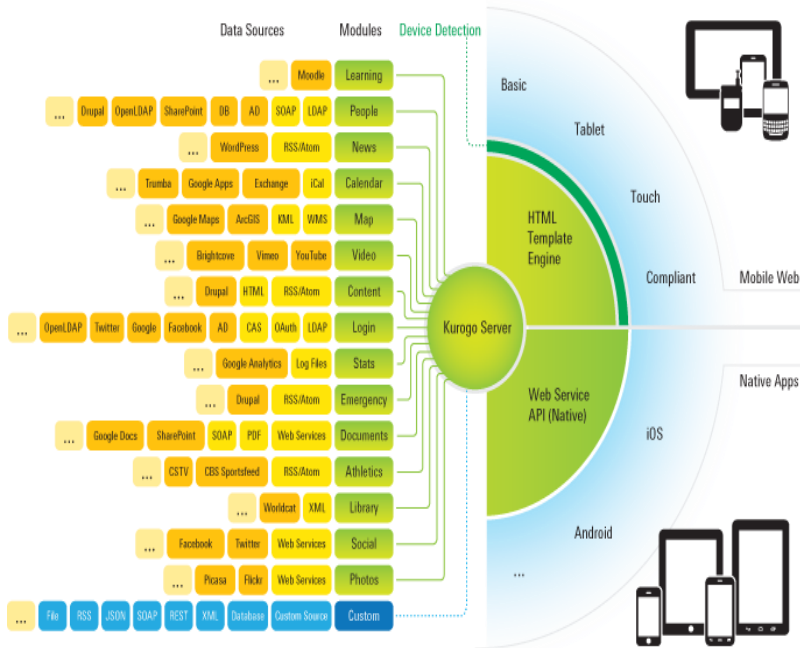 Data Sources Modules Device Detection
... Moodle Learning
... Drupal OpenLDAP SharePoint DB AD SOAP LDAP People
... WordPress RSS/Atom News
... Trumba Google Apps Exchange iCal Calendar
... Google Maps ArcGIS KML WMS Map
... Brightcove Vimeo YouTube Video
... Drupal HTML RSS/Atom Content
... OpenLDAP Twitter Google Facebook AD CAS OAuth LDAP Login
... Google Analytics Log Files Stats
... Drupal RSS/Atom Emergency
... Google Docs SharePoint SOAP PDF Web Services Documents
... CSTV CBS Sportsfeed RSS/Atom Athletics
... Worldcat XML Library
... Facebook Twitter Web Services Social
... Picasa Flickr Web Services Photos
... File RSS JSON SOAP REST XML Database Custom Source Custom
Kurogo Server
HTML
Template
Engine
Web Service
API (Native)
Basic
Tablet
Touch
Compliant
Mobile Web
Native Apps
iOS
Android
...